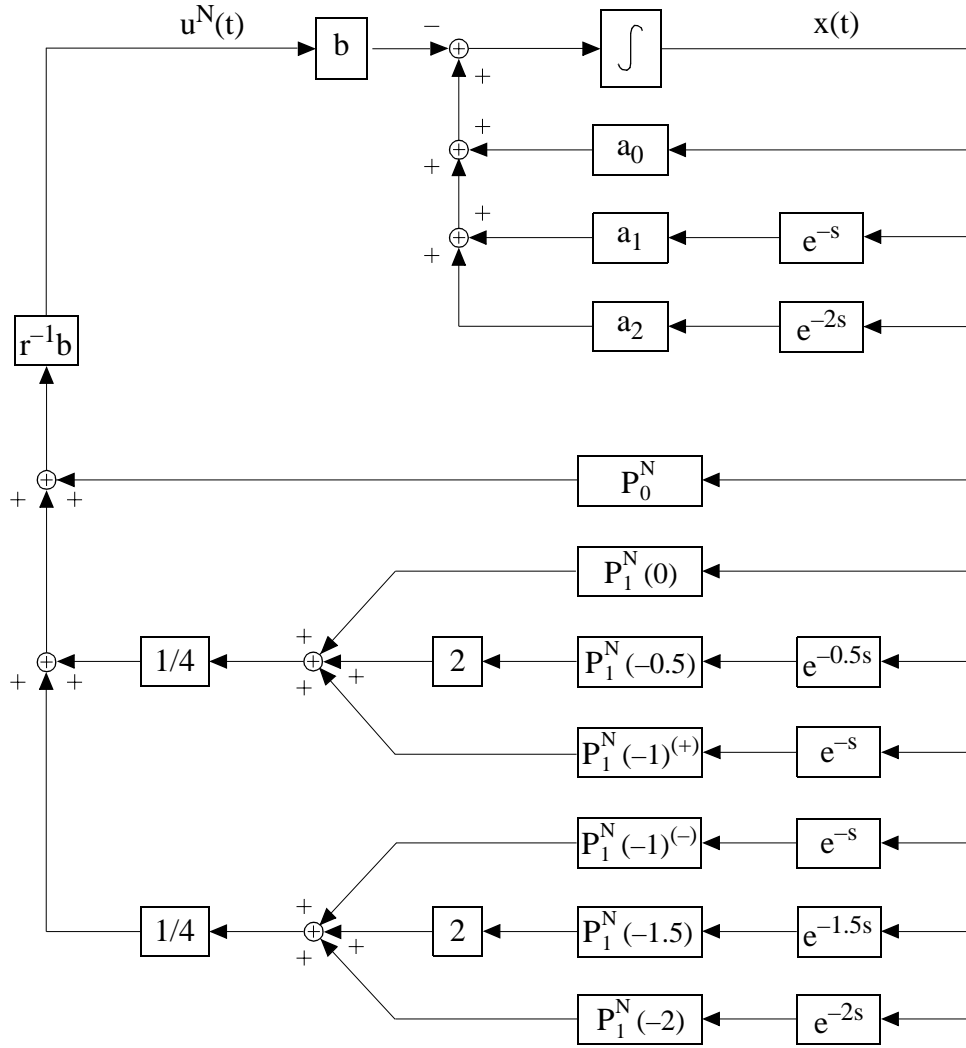 u^N(t) b − + ∫ x(t)
+
+ + a_0
+ + a_1 e^{−s}
+ a_2 e^{−2s}
r^{−1}b
+ + + P_0^N
P_1^N (0)
+ + 1/4 + + + + 2 P_1^N (−0.5) e^{−0.5s}
P_1^N (−1)^{(+)} e^{−s}
P_1^N (−1)^{(−)} e^{−s}
1/4 + + + + 2 P_1^N (−1.5) e^{−1.5s}
P_1^N (−2) e^{−2s}